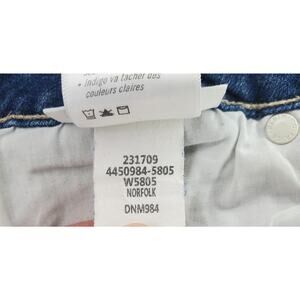 • Indigo va tacher des
couleurs claires
231709
4450984-5805
W5805
NORFOLK
DNM984